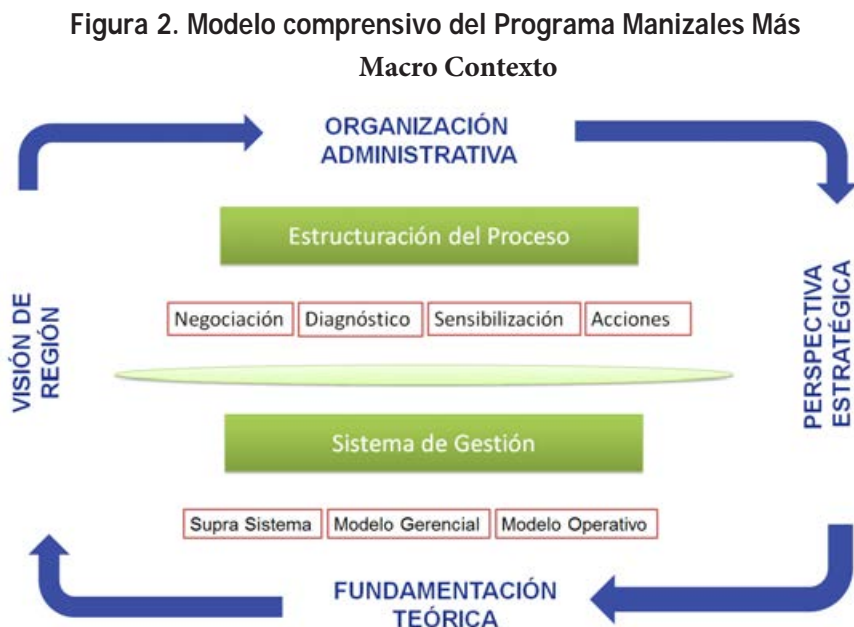 Figura 2. Modelo comprensivo del Programa Manizales Más
Macro Contexto
ORGANIZACIÓN
ADMINISTRATIVA
Estructuración del Proceso
Negociación
Diagnóstico
Sensibilización
Acciones
VISIÓN DE
REGIÓN
PERSPECTIVA
ESTRATÉGICA
Sistema de Gestión
Supra Sistema
Modelo Gerencial
Modelo Operativo
FUNDAMENTACIÓN
TEÓRICA